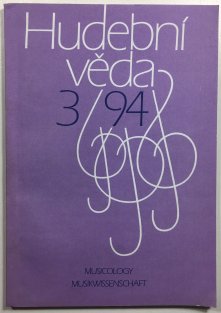 Hudební
věda
3 94
MUSICOLOGY
MUSIKWISSENSCHAFT